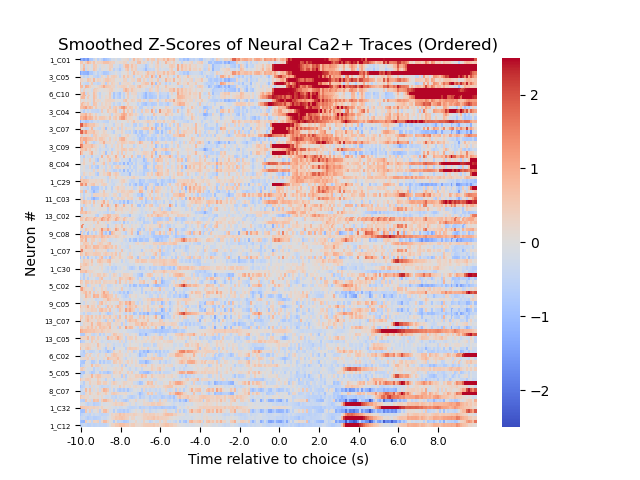 Smoothed Z-Scores of Neural Ca2+ Traces (Ordered)
1_C01
3_C05
6_C10
3_C04
3_C07
3_C09
8_C04
1_C29
11_C03
13_C02
9_C08
1_C07
1_C30
5_C02
9_C05
13_C07
13_C05
6_C02
5_C05
8_C07
1_C32
1_C12
Neuron #
-10.0 -8.0 -6.0 -4.0 -2.0 0.0 2.0 4.0 6.0 8.0
Time relative to choice (s)
2
1
0
−1
−2